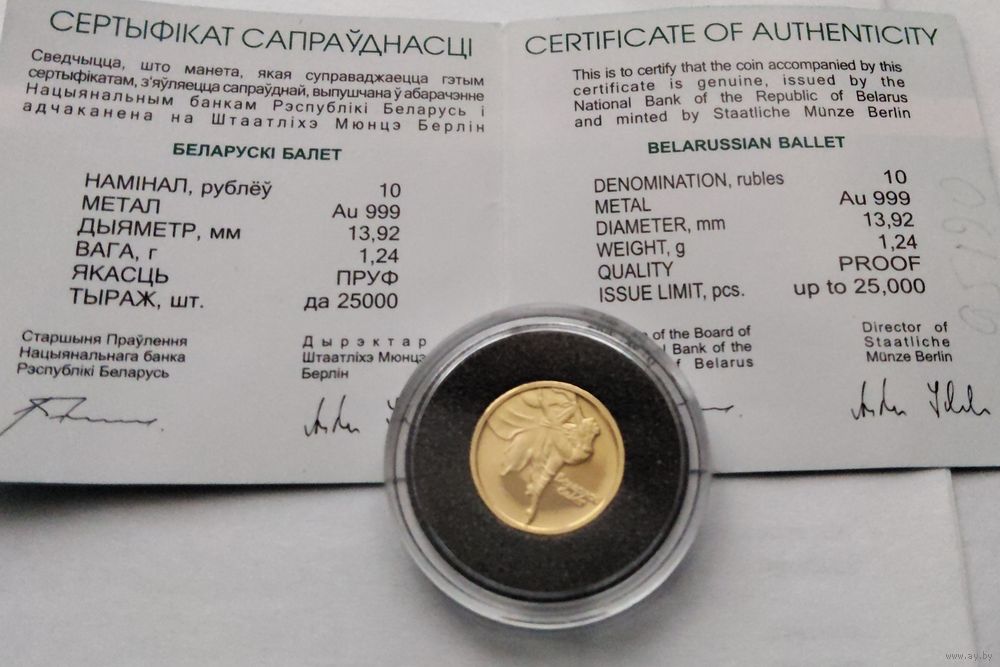 СЕРТЫФІКАТ САПРАЎДНАСЦІ
Сведчыцца, што манета, якая суправаджаецца гэтым
сертыфікатам, з'яўляецца сапраўднай, выпушчана ў абарачэнне
Нацыянальным банкам Рэспублікі Беларусь і
адчаканена на Штаатліхэ Мюнцэ Берлін
БЕЛАРУСКІ БАЛЕТ
НАМІНАЛ, рублёў 10
МЕТАЛ Au 999
ДЫЯМЕТР, мм 13,92
ВАГА, г 1,24
ЯКАСЦЬ ПРУФ
ТЫРАЖ, шт. да 25000
Старшыня Праўлення
Нацыянальнага банка
Рэспублікі Беларусь
Дырэктар
Штаатліхэ Мюнцэ
Берлін
CERTIFICATE OF AUTHENTICITY
This is to certify that the coin accompanied by this
certificate is genuine, issued by the
National Bank of the Republic of Belarus
and minted by Staatliche Münze Berlin
BELARUSSIAN BALLET
DENOMINATION, rubles 10
METAL Au 999
DIAMETER, mm 13,92
WEIGHT, g 1,24
QUALITY PROOF
ISSUE LIMIT, pcs. up to 25,000
of the Board of
Bank of the
of Belarus
Director of
Staatliche
Münze Berlin
www.ay.by